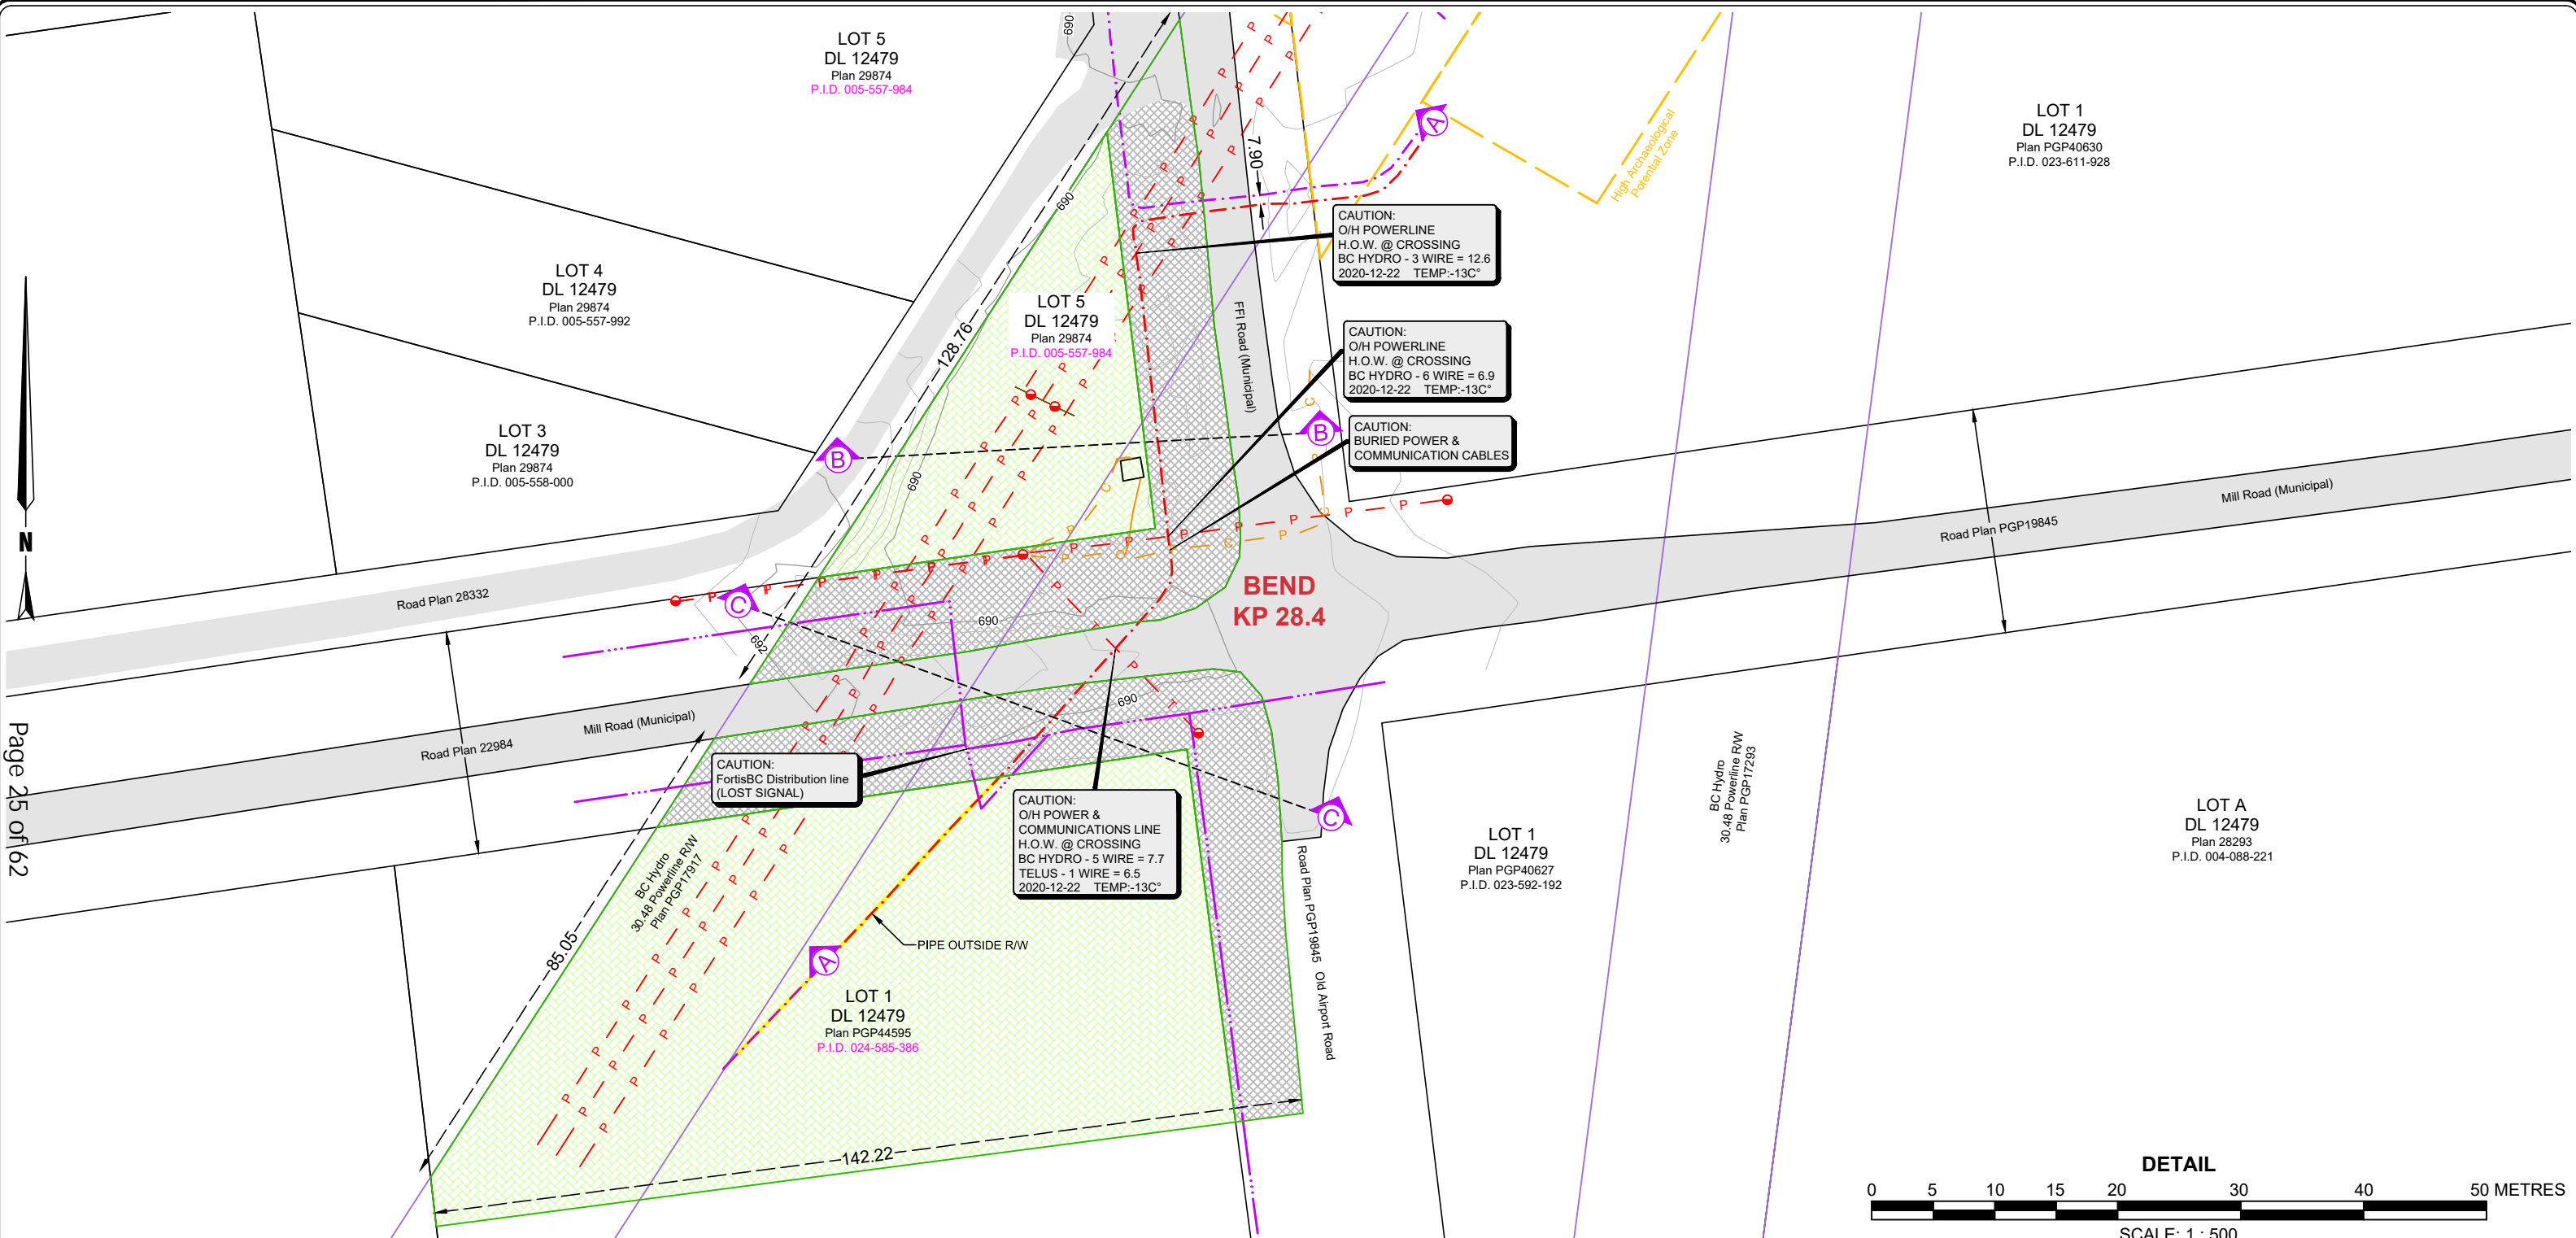 LOT 5
DL 12479
Plan 29874
P.I.D. 005-557-984
690
LOT 1
DL 12479
Plan PGP40630
P.I.D. 023-611-928
High Archaeological
Potential Zone
A
7.90
690
CAUTION:
O/H POWERLINE
H.O.W. @ CROSSING
BC HYDRO - 3 WIRE = 12.6
2020-12-22 TEMP:-13C°
LOT 4
DL 12479
Plan 29874
P.I.D. 005-557-992
LOT 5
DL 12479
Plan 29874
P.I.D. 005-557-984
128.76
FFI Road (Municipal)
CAUTION:
O/H POWERLINE
H.O.W. @ CROSSING
BC HYDRO - 6 WIRE = 6.9
2020-12-22 TEMP:-13C°
CAUTION:
BURIED POWER &
COMMUNICATION CABLES
LOT 3
DL 12479
Plan 29874
P.I.D. 005-558-000
B
B
690
N
Mill Road (Municipal)
Road Plan PGP19845
Road Plan 28332
C
BEND
KP 28.4
690
692
690
Mill Road (Municipal)
Road Plan 22984
Page 25 of 62
CAUTION:
FortisBC Distribution line
(LOST SIGNAL)
CAUTION:
O/H POWER &
COMMUNICATIONS LINE
H.O.W. @ CROSSING
BC HYDRO - 5 WIRE = 7.7
TELUS - 1 WIRE = 6.5
2020-12-22 TEMP:-13C°
C
BC Hydro
30.48 Powerline R/W
Plan PGP17293
LOT A
DL 12479
Plan 28293
P.I.D. 004-088-221
LOT 1
DL 12479
Plan PGP40627
P.I.D. 023-592-192
BC Hydro
30.48 Powerline R/W
Plan PGP17917
85.05
PIPE OUTSIDE R/W
A
Road Plan PGP19845 Old Airport Road
LOT 1
DL 12479
Plan PGP44595
P.I.D. 024-585-386
142.22
DETAIL
0 5 10 15 20 30 40 50 METRES
SCALE: 1 : 500